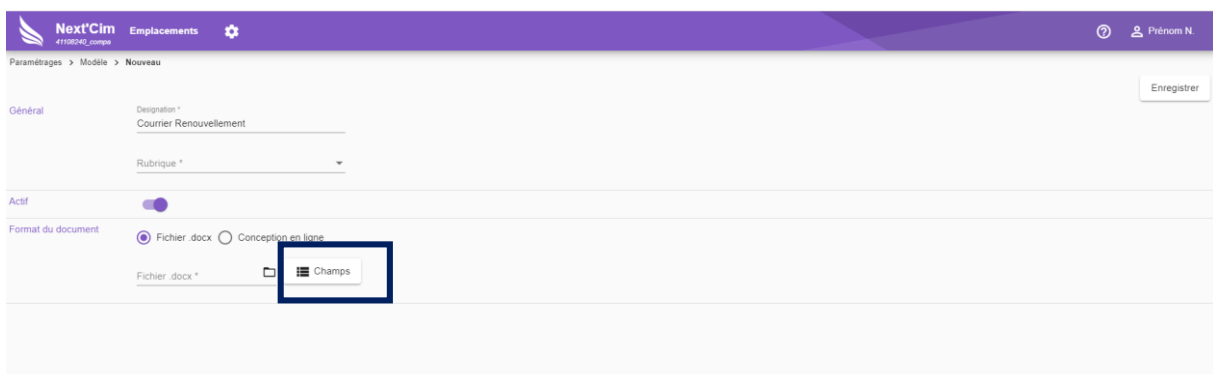 Next'Cim Emplacements Prénom N.
41108240_compa
Paramétrages > Modèle > Nouveau
Enregistrer
Général
Designation *
Courrier Renouvellement
Rubrique *
Actif
Format du document
Fichier .docx Conception en ligne
Fichier .docx * Champs